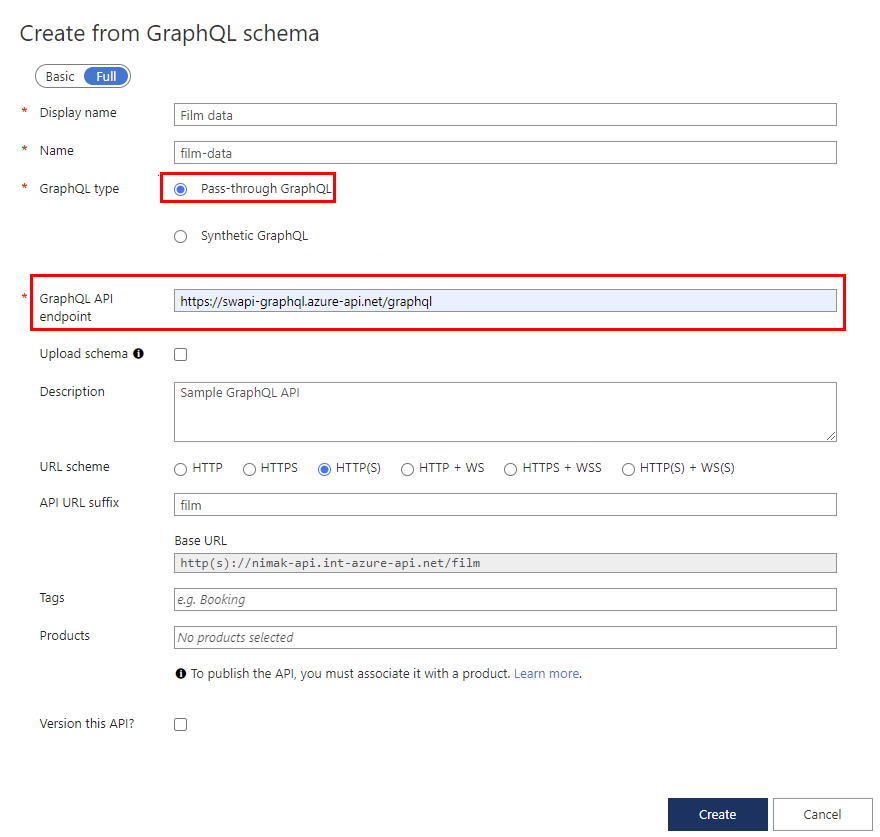 Create from GraphQL schema
Basic Full
* Display name Film data
* Name film-data
* GraphQL type Pass-through GraphQL
Synthetic GraphQL
* GraphQL API endpoint https://swapi-graphql.azure-api.net/graphql
Upload schema
Description Sample GraphQL API
URL scheme HTTP HTTPS HTTP(S) HTTP + WS HTTPS + WSS HTTP(S) + WS(S)
API URL suffix film
Base URL
http(s)://nimak-api.int-azure-api.net/film
Tags e.g. Booking
Products No products selected
To publish the API, you must associate it with a product. Learn more.
Version this API?
Create Cancel